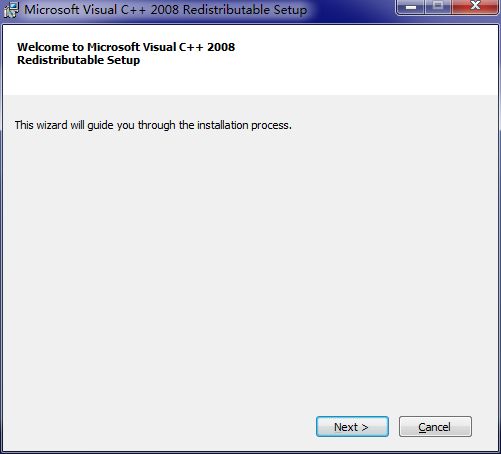 Microsoft Visual C++ 2008 Redistributable Setup
Welcome to Microsoft Visual C++ 2008
Redistributable Setup
This wizard will guide you through the installation process.
Next >
Cancel